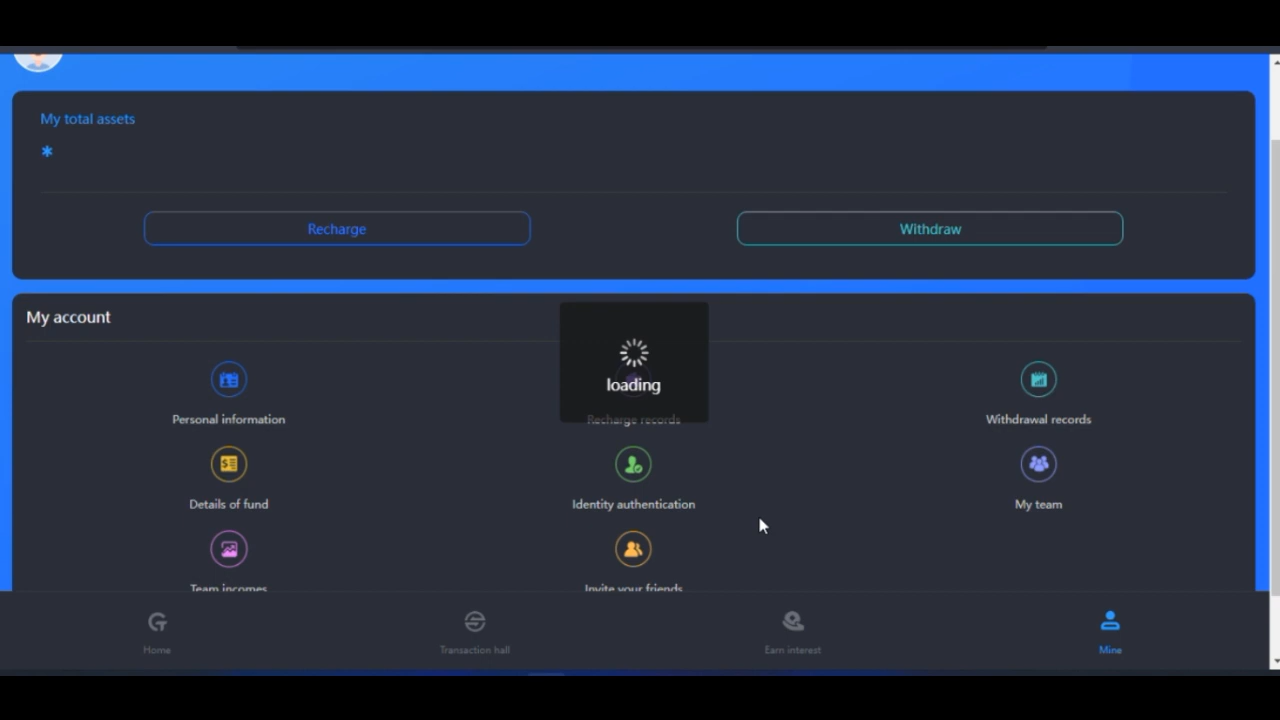 My total assets
*
Recharge
Withdraw
My account
loading
Personal information
Recharge records
Withdrawal records
Details of fund
Identity authentication
My team
Team incomes
Invite your friends
Home
Transaction hall
Earn interest
Mine